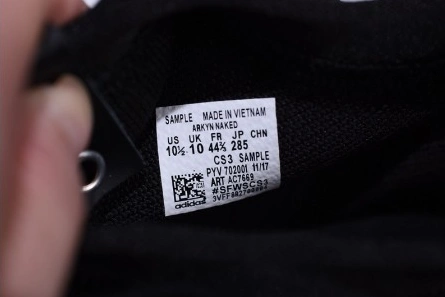 SAMPLE MADE IN VIETNAM
ARKYN NAKED
US UK FR JP CHN
10½ 10 44⅔ 285
CS3 SAMPLE
PYV 702001 11/17
ART AC7669
#SFWSCS3
adidas